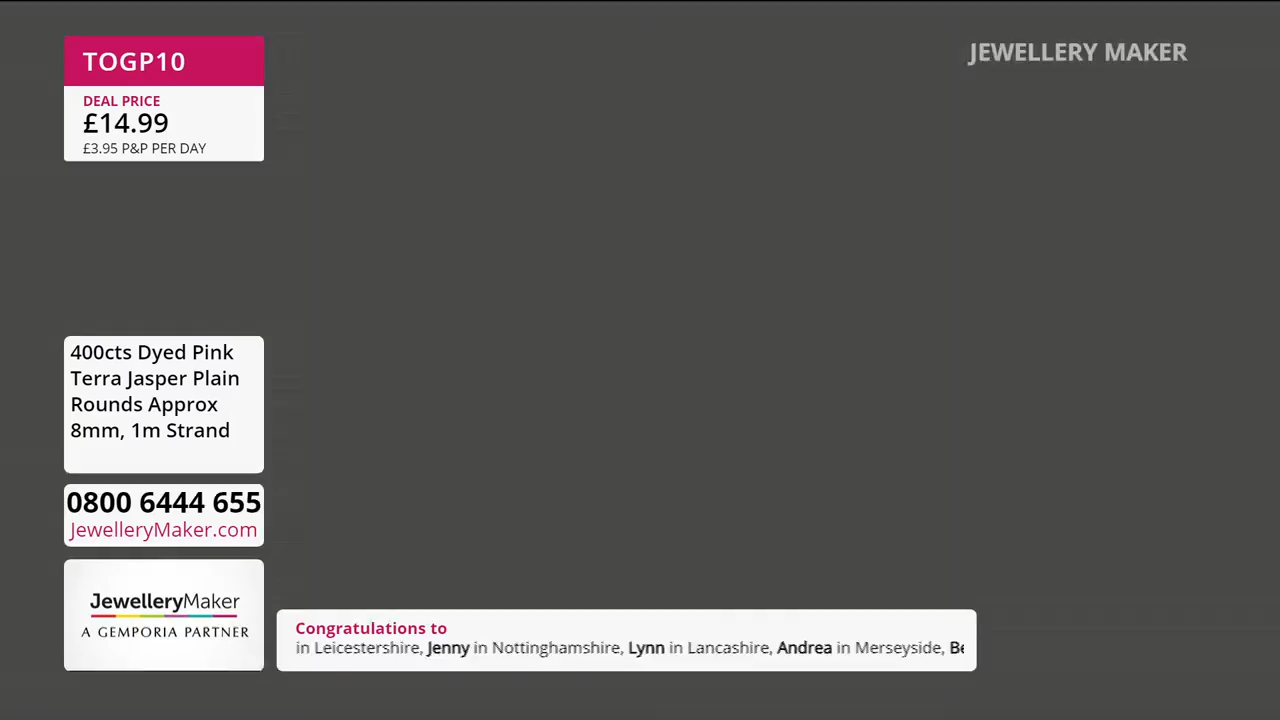 TOGP10
DEAL PRICE
£14.99
£3.95 P&P PER DAY
JEWELLERY MAKER
400cts Dyed Pink
Terra Jasper Plain
Rounds Approx
8mm, 1m Strand
0800 6444 655
JewelleryMaker.com
JewelleryMaker
A GEMPORIA PARTNER
Congratulations to
in Leicestershire, Jenny in Nottinghamshire, Lynn in Lancashire, Andrea in Merseyside,